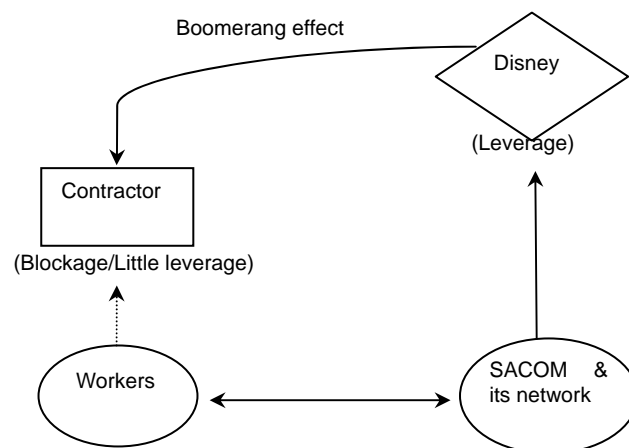 Boomerang effect
Disney
(Leverage)
Contractor
(Blockage/Little leverage)
Workers
SACOM &
its network